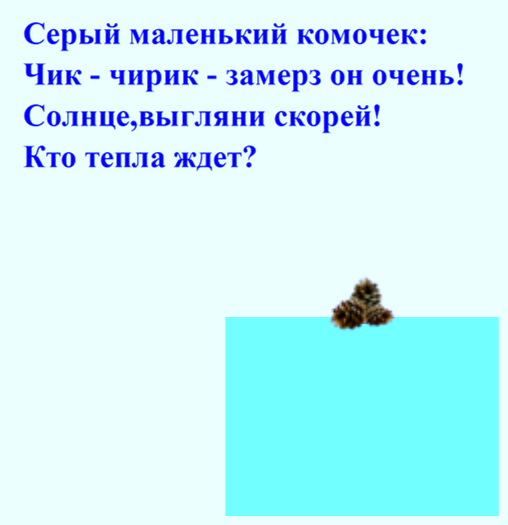 Серый маленький комочек:
Чик - чирик - замерз он очень!
Солнце,выгляни скорей!
Кто тепла ждет?